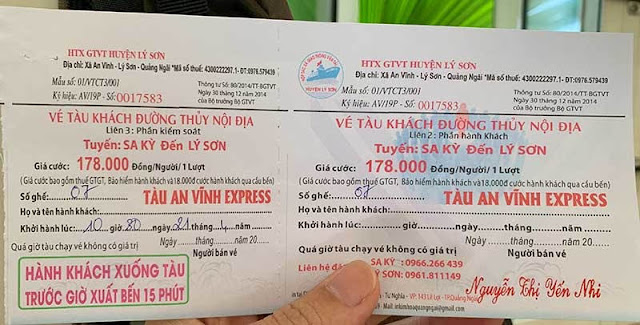 HTX GTVT HUYỆN LÝ SƠN
Địa chỉ: Xã An Vĩnh - Lý Sơn - Quảng Ngãi *Mã số thuế: 4300222297.1- DT:0976.579439
Mẫu số: 01/VTCT3/001
Ký hiệu: AV/19P - Số: 0017583
Thông tư Số: 80/2014-TT-BGTVT
Ngày 30 tháng 12 năm 2014
của Bộ trưởng Bộ GTVT
VÉ TÀU KHÁCH ĐƯỜNG THỦY NỘI ĐỊA
Liên 3: Phần kiểm soát
Tuyến: SA KỲ Đến LÝ SƠN
Giá cước: 178.000 Đồng/Người/1 Lượt
(Giá cước bao gồm thuế GTGT, Bảo hiểm hành khách và 18.000đ cước hành khách qua cầu bến)
Số ghế: 07 TÀU AN VĨNH EXPRESS
Họ và tên hành khách:
Khởi hành lúc: 10 giờ 80 ngày 21 tháng 4 năm
Quá giờ tàu chạy vé không có giá trị Ngày tháng năm 20
Người bán vé
HÀNH KHÁCH XUỐNG TÀU
TRƯỚC GIỜ XUẤT BẾN 15 PHÚT
HTX GTVT HUYỆN LÝ SƠN
Địa chỉ: Xã An Vĩnh - Lý Sơn - Quảng Ngãi *Mã số thuế: 4300222297.1- DT:0976.579439
HUYỆN LÝ SƠN
Mẫu số: 01/VTCT3/001
Ký hiệu: AV/19P - Số: 0017583
Thông tư Số: 80/2014/TT-BGTVT
Ngày 30 tháng 12 năm 2014
của Bộ trưởng Bộ GTVT
VÉ TÀU KHÁCH ĐƯỜNG THỦY NỘI ĐỊA
Liên 2: Phần hành Khách
Tuyến: SA KỲ Đến LÝ SƠN
Giá cước: 178.000 Đồng/Người/1 Lượt
(Giá cước bao gồm thuế GTGT, Bảo hiểm hành khách và 18.000đ cước hành khách qua cầu bến)
Số ghế: 07 TÀU AN VĨNH EXPRESS
Họ và tên hành khách:
Khởi hành lúc: giờ ngày tháng năm
Quá giờ tàu chạy vé không có giá trị Ngày tháng năm 20
Người bán vé
Liên hệ SA KỲ : 0966.266 439
LÝ SƠN: 0961.811149
Nguyễn Thị Yến Nhi